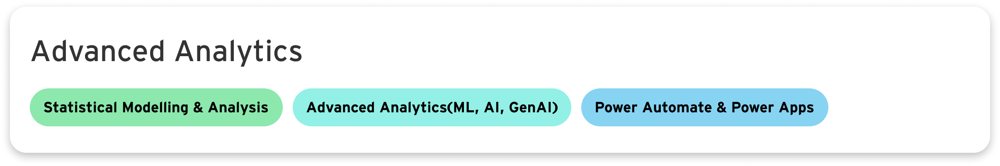 Advanced Analytics
Statistical Modelling & Analysis
Advanced Analytics(ML, AI, GenAI)
Power Automate & Power Apps